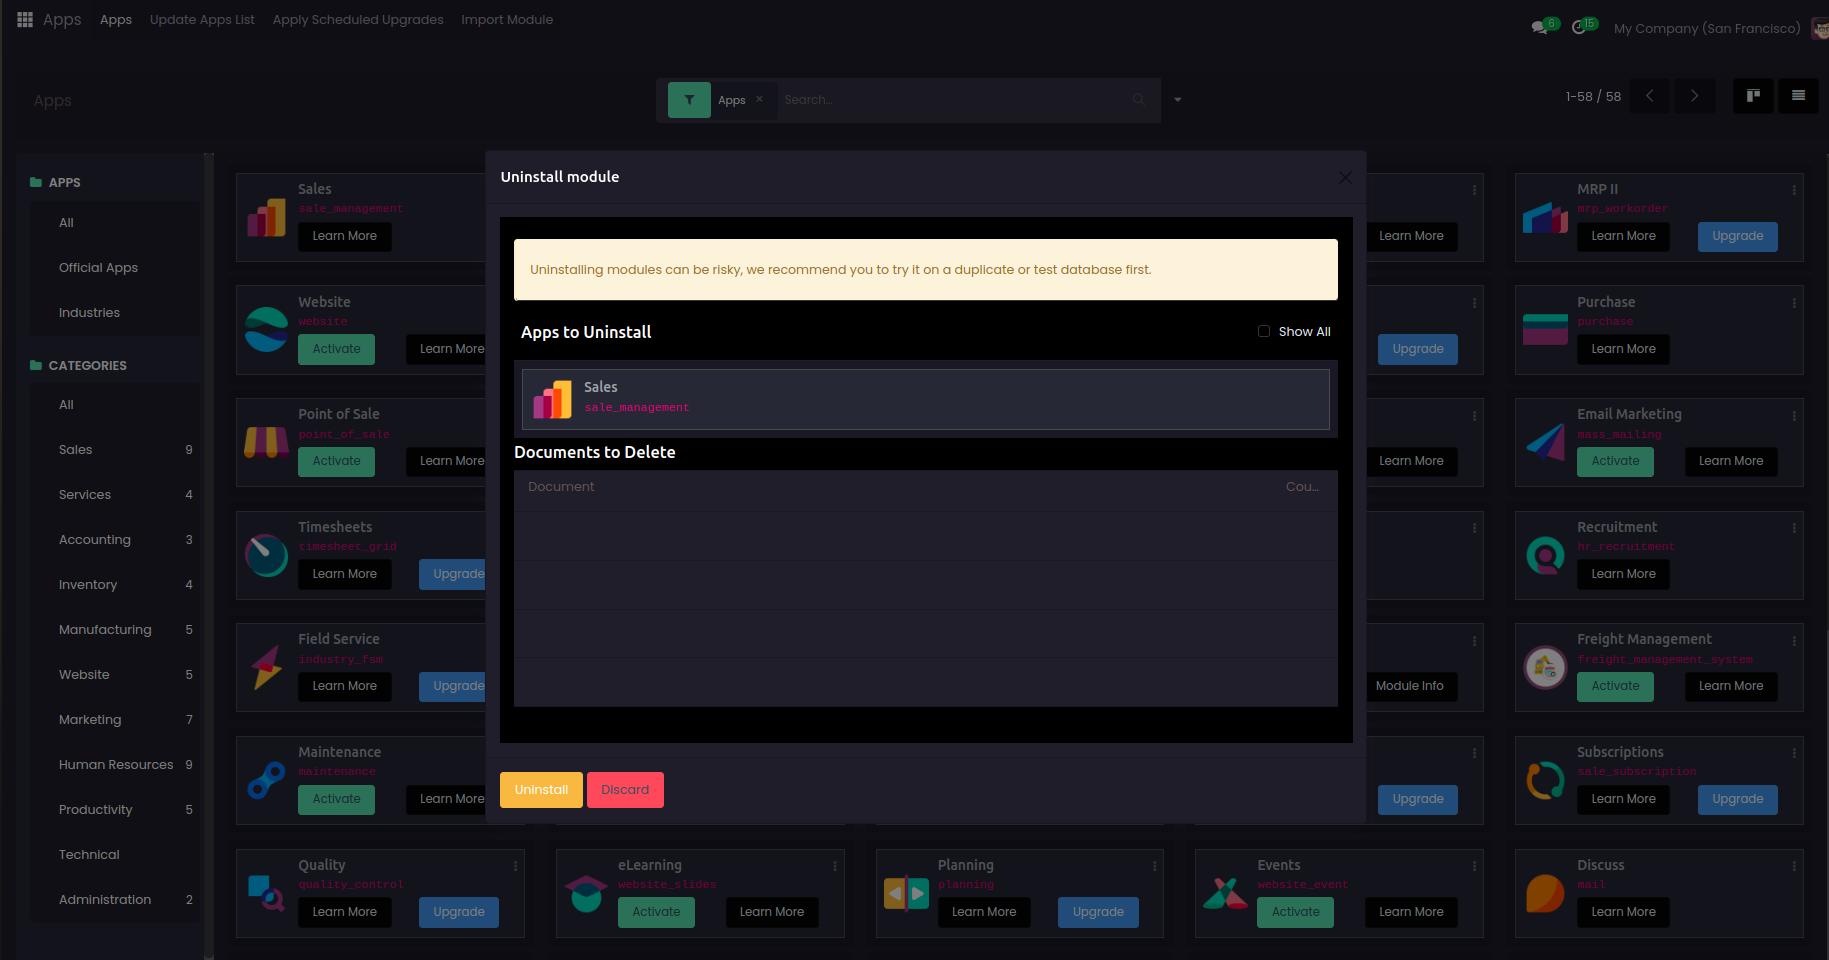 Apps Apps Update Apps List Apply Scheduled Upgrades Import Module 6 15 My Company (San Francisco)
Apps Apps × Search... 1-58 / 58
APPS
All
Official Apps
Industries
CATEGORIES
All
Sales 9
Services 4
Accounting 3
Inventory 4
Manufacturing 5
Website 5
Marketing 7
Human Resources 9
Productivity 5
Technical
Administration 2
Sales
sale_management
Learn More
Website
website
Activate Learn More
Point of Sale
point_of_sale
Activate Learn More
Timesheets
timesheet_grid
Learn More Upgrade
Field Service
industry_fsm
Learn More Upgrade
Maintenance
maintenance
Activate Learn More
Quality
quality_control
Learn More Upgrade
Uninstall module
Uninstalling modules can be risky, we recommend you to try it on a duplicate or test database first.
Apps to Uninstall Show All
Sales
sale_management
Documents to Delete
Document Cou...
Uninstall Discard
eLearning
website_slides
Activate Learn More
Planning
planning
Learn More Upgrade
Learn More
Upgrade
Learn More
Module Info
Upgrade
Events
website_event
Activate Learn More
MRP II
mrp_workorder
Learn More Upgrade
Purchase
purchase
Learn More
Email Marketing
mass_mailing
Activate Learn More
Recruitment
hr_recruitment
Learn More
Freight Management
freight_management_system
Activate Learn More
Subscriptions
sale_subscription
Learn More Upgrade
Discuss
mail
Learn More